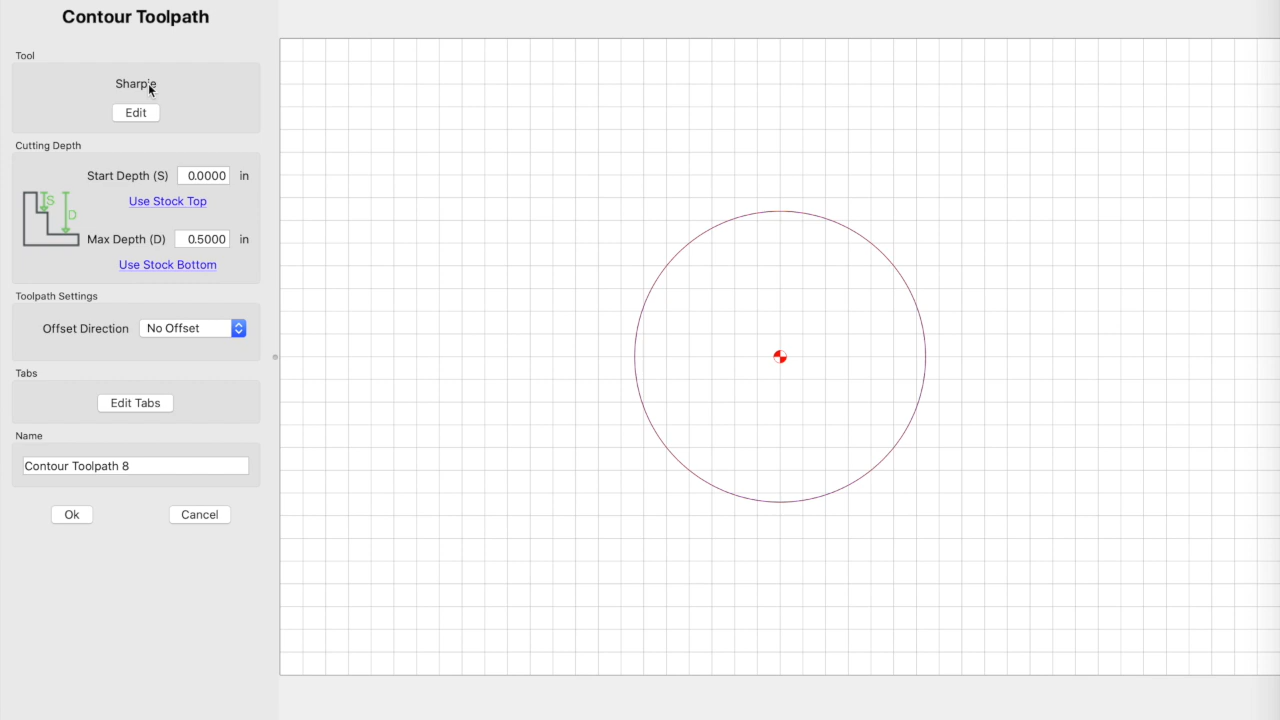 Contour Toolpath
Tool
Sharpie
Edit
Cutting Depth
Start Depth (S) 0.0000 in
Use Stock Top
S
D
Max Depth (D) 0.5000 in
Use Stock Bottom
Toolpath Settings
Offset Direction No Offset
Tabs
Edit Tabs
Name
Contour Toolpath 8
Ok Cancel